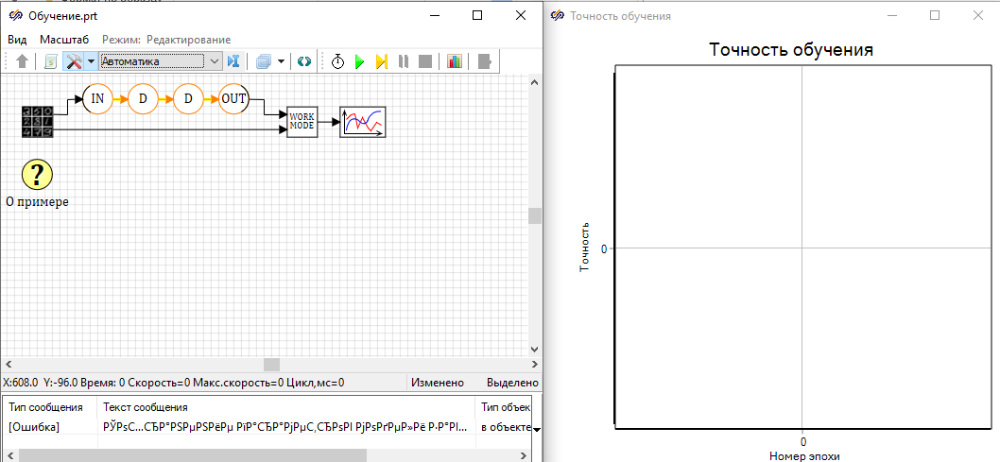 Обучение.prt
Вид Масштаб Режим: Редактирование
Автоматика
IN D D OUT
WORK
MODE
?
О примере
X:608.0 Y:-96.0 Время: 0 Скорость=0 Макс.скорость=0 Цикл,мс=0 Изменено Выделено
Тип сообщения Текст сообщения Тип объек
[Ошибка] РЎРѕС…СЂР°РЅРµРЅРёРµ РїР°СЂР°РјРµС‚СЂРѕРІ РјРѕРґРµР»Рё Р·Р°РІ... в объекте
Точность обучения
Точность обучения
Точность
0
0
Номер эпохи